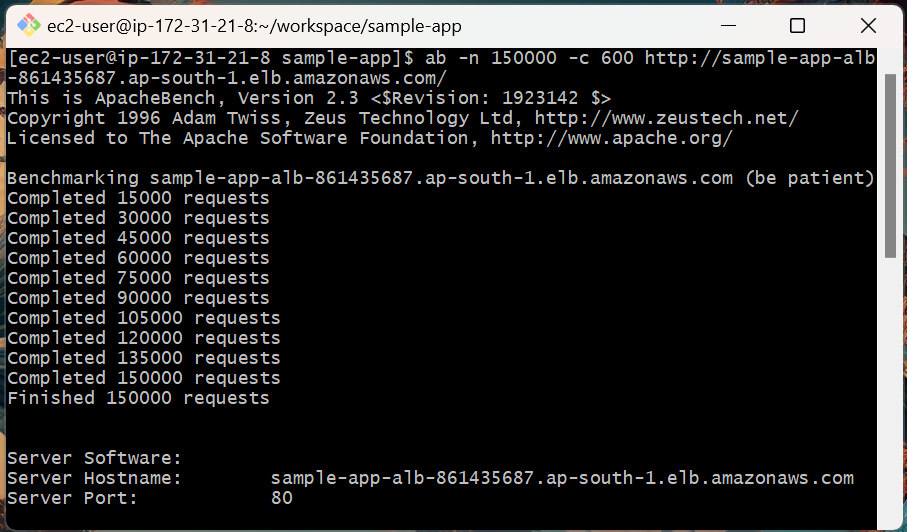 ec2-user@ip-172-31-21-8:~/workspace/sample-app
[ec2-user@ip-172-31-21-8 sample-app]$ ab -n 150000 -c 600 http://sample-app-alb
-861435687.ap-south-1.elb.amazonaws.com/
This is ApacheBench, Version 2.3 <$Revision: 1923142 $>
Copyright 1996 Adam Twiss, Zeus Technology Ltd, http://www.zeustech.net/
Licensed to The Apache Software Foundation, http://www.apache.org/

Benchmarking sample-app-alb-861435687.ap-south-1.elb.amazonaws.com (be patient)
Completed 15000 requests
Completed 30000 requests
Completed 45000 requests
Completed 60000 requests
Completed 75000 requests
Completed 90000 requests
Completed 105000 requests
Completed 120000 requests
Completed 135000 requests
Completed 150000 requests
Finished 150000 requests

Server Software:
Server Hostname:        sample-app-alb-861435687.ap-south-1.elb.amazonaws.com
Server Port:            80